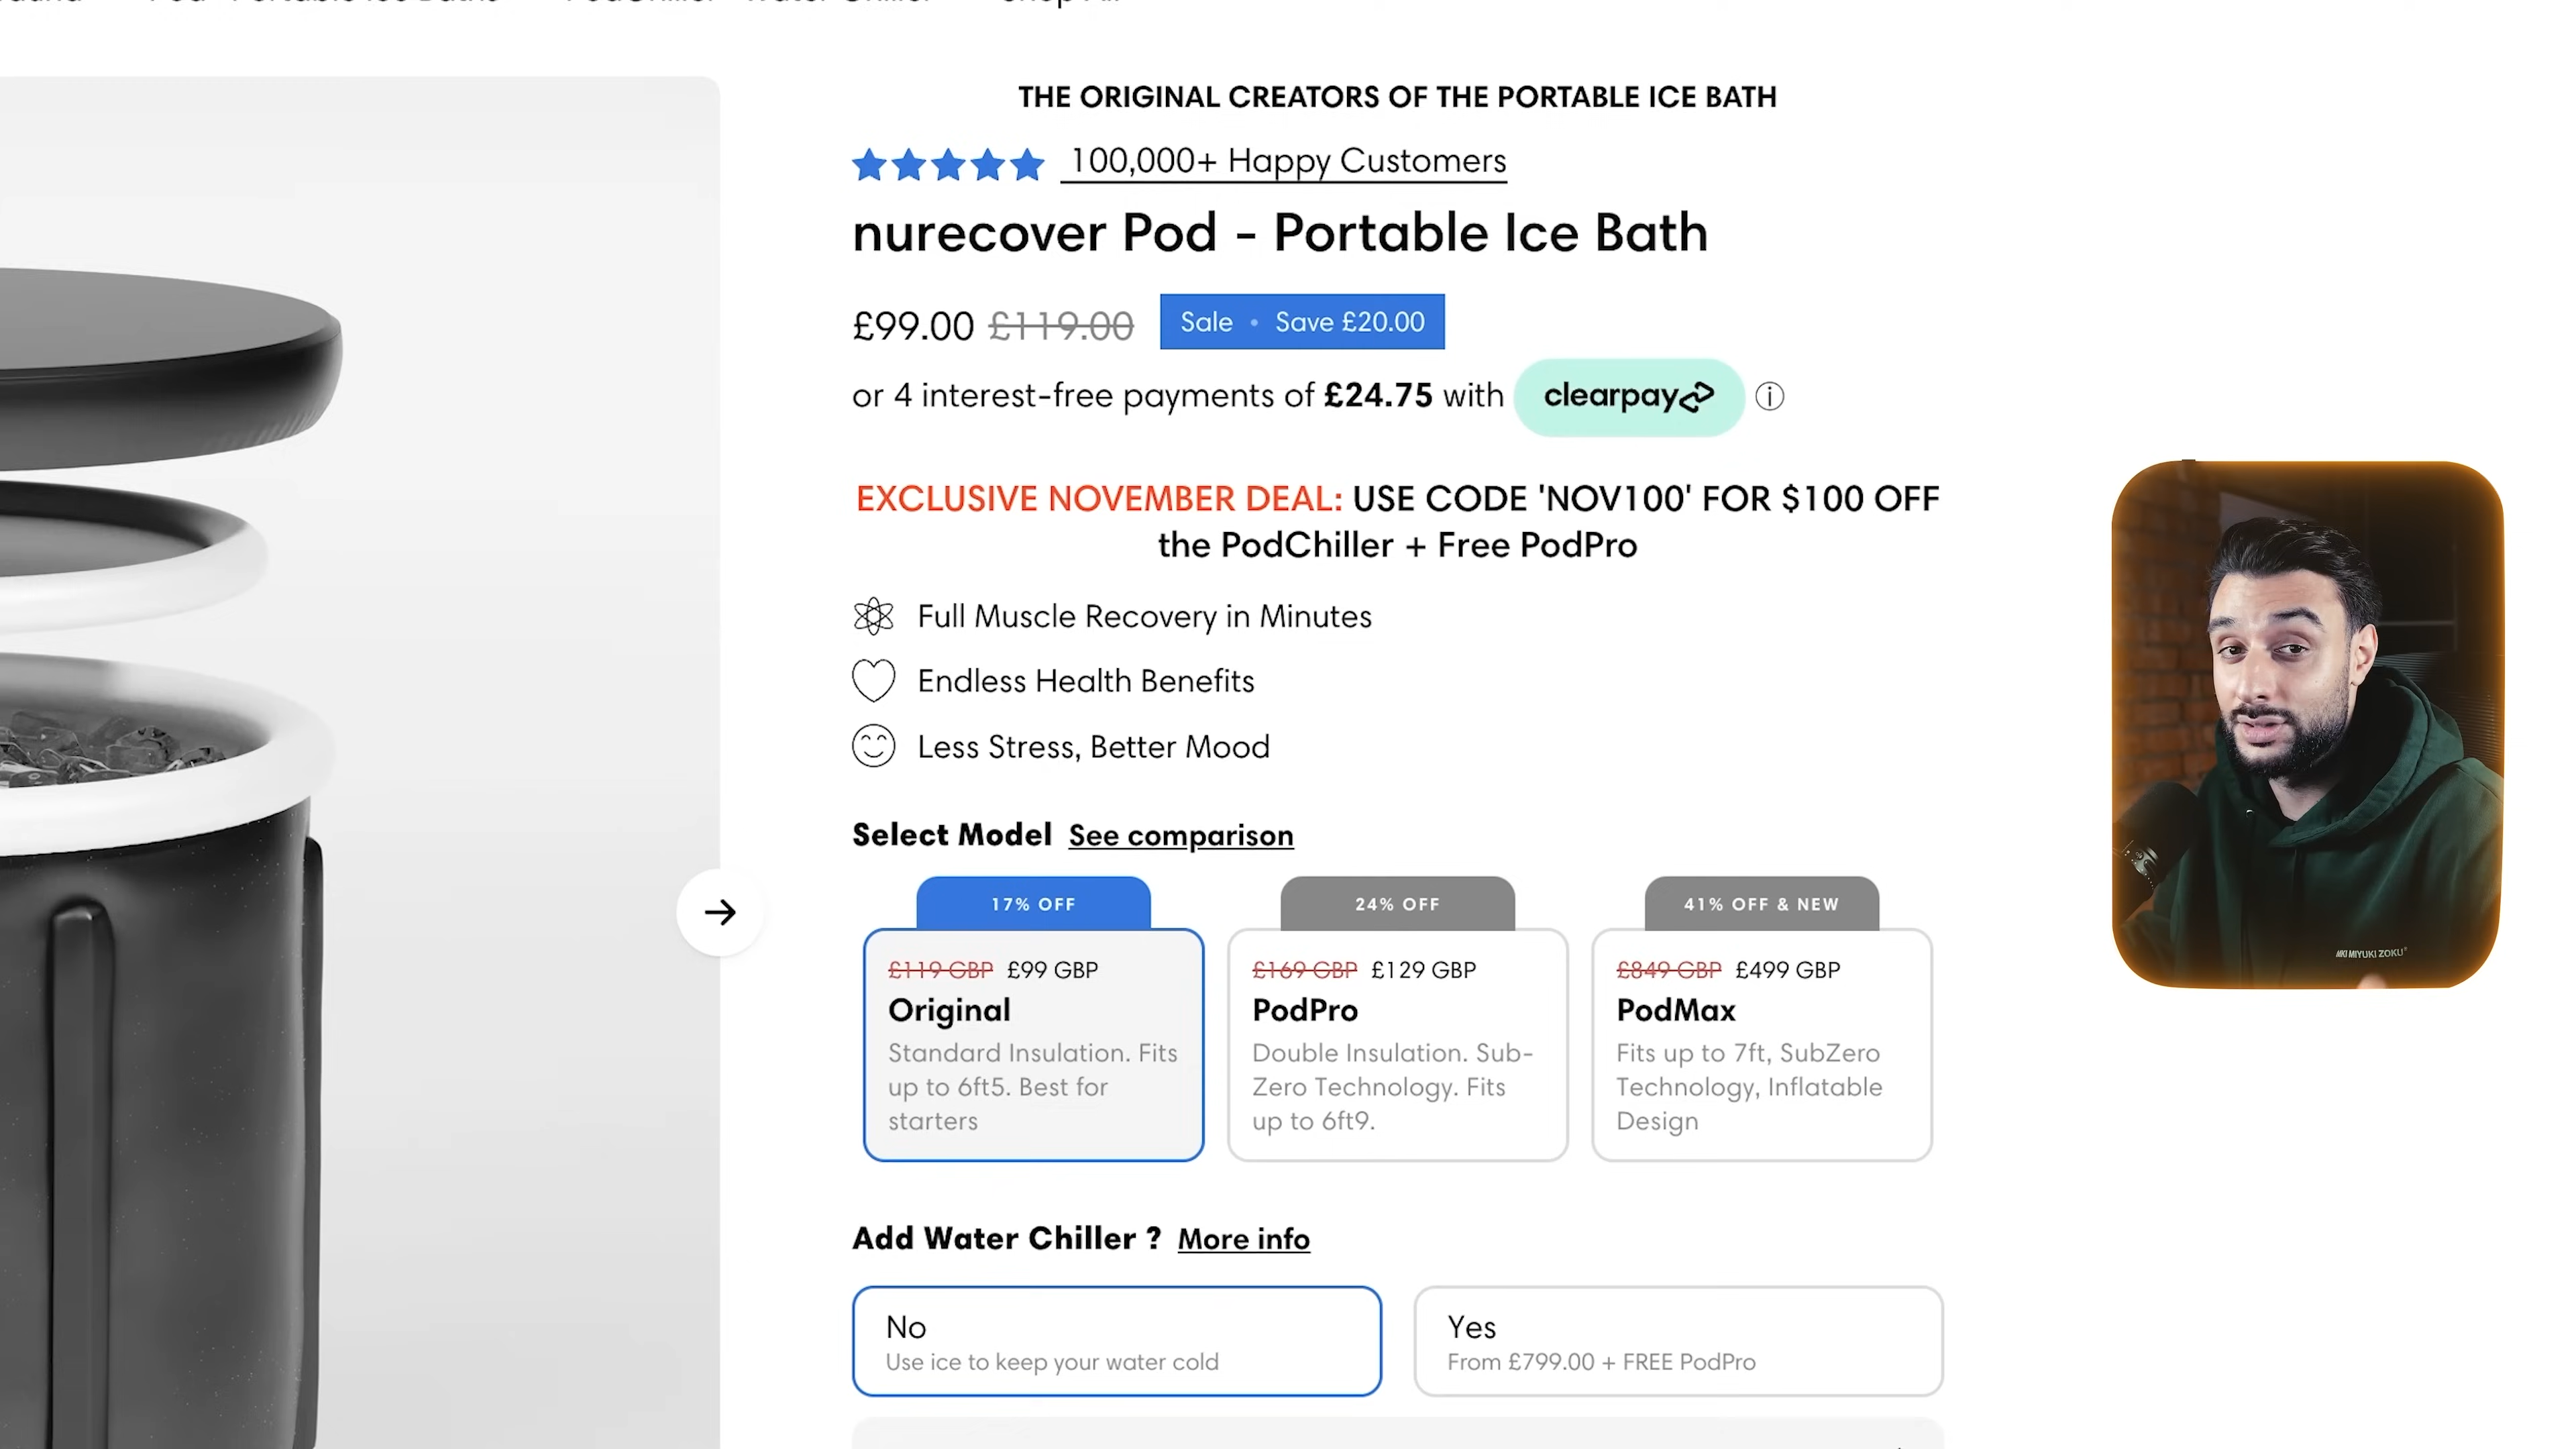 THE ORIGINAL CREATORS OF THE PORTABLE ICE BATH
100,000+ Happy Customers
nurecover Pod - Portable Ice Bath
£99.00 £119.00 Sale • Save £20.00
or 4 interest-free payments of £24.75 with clearpay
EXCLUSIVE NOVEMBER DEAL: USE CODE 'NOV100' FOR $100 OFF
the PodChiller + Free PodPro
Full Muscle Recovery in Minutes
Endless Health Benefits
Less Stress, Better Mood
Select Model See comparison
17% OFF
£119 GBP £99 GBP
Original
Standard Insulation. Fits
up to 6ft5. Best for
starters
24% OFF
£169 GBP £129 GBP
PodPro
Double Insulation. Sub-
Zero Technology. Fits
up to 6ft9.
41% OFF & NEW
£849 GBP £499 GBP
PodMax
Fits up to 7ft, SubZero
Technology, Inflatable
Design
Add Water Chiller ? More info
No
Use ice to keep your water cold
Yes
From £799.00 + FREE PodPro
MIYUKI ZOKU